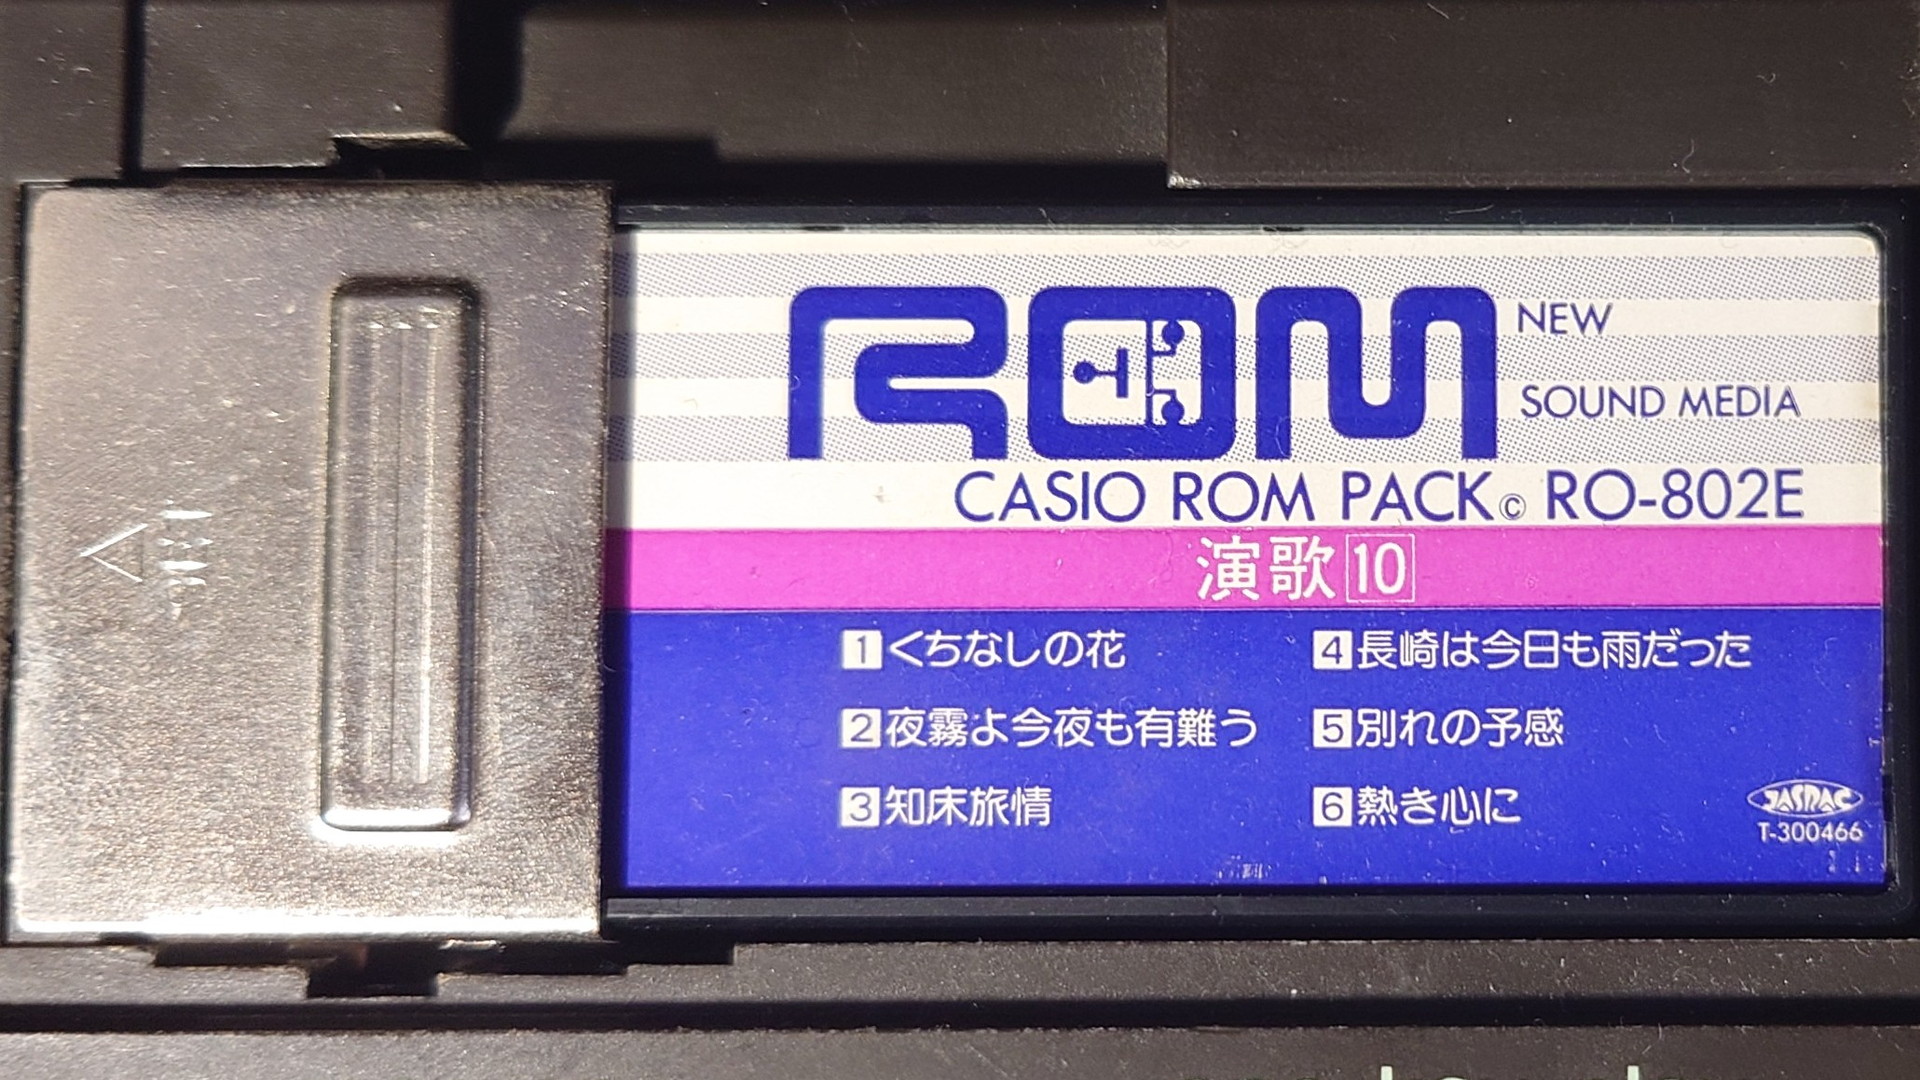 ROM
NEW
SOUND MEDIA
CASIO ROM PACK© RO-802E
演歌10
1くちなしの花
2夜霧よ今夜も有難う
3知床旅情
4長崎は今日も雨だった
5別れの予感
6熱き心に
JASRAC
T-300466